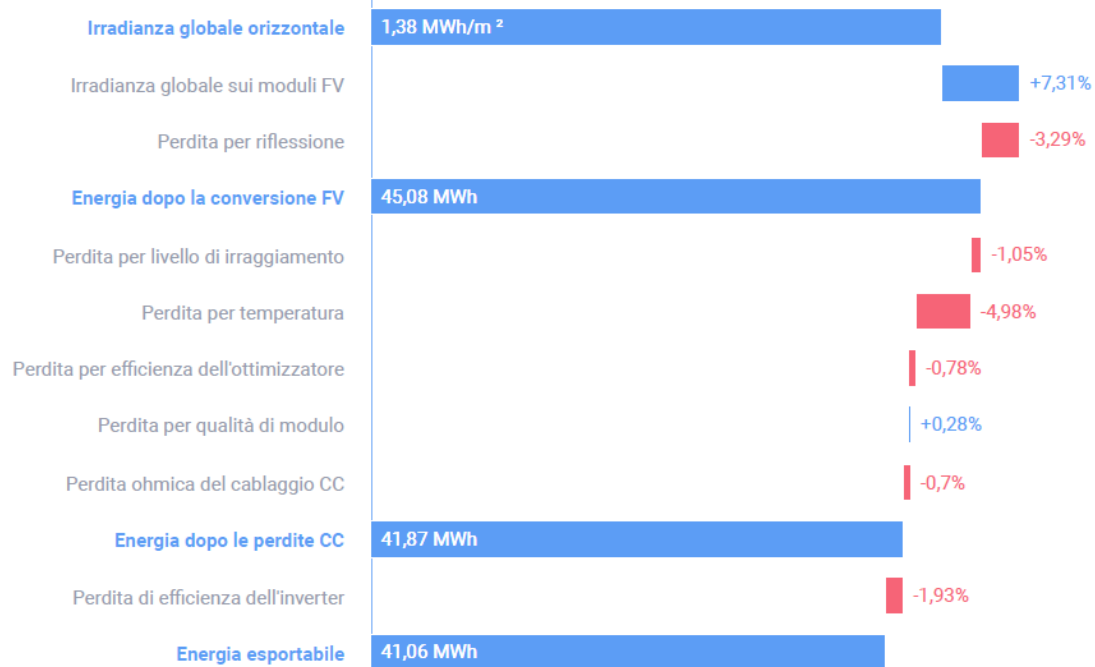 Irradianza globale orizzontale 1,38 MWh/m ²
Irradianza globale sui moduli FV +7,31%
Perdita per riflessione -3,29%
Energia dopo la conversione FV 45,08 MWh
Perdita per livello di irraggiamento -1,05%
Perdita per temperatura -4,98%
Perdita per efficienza dell'ottimizzatore -0,78%
Perdita per qualità di modulo +0,28%
Perdita ohmica del cablaggio CC -0,7%
Energia dopo le perdite CC 41,87 MWh
Perdita di efficienza dell'inverter -1,93%
Energia esportabile 41,06 MWh